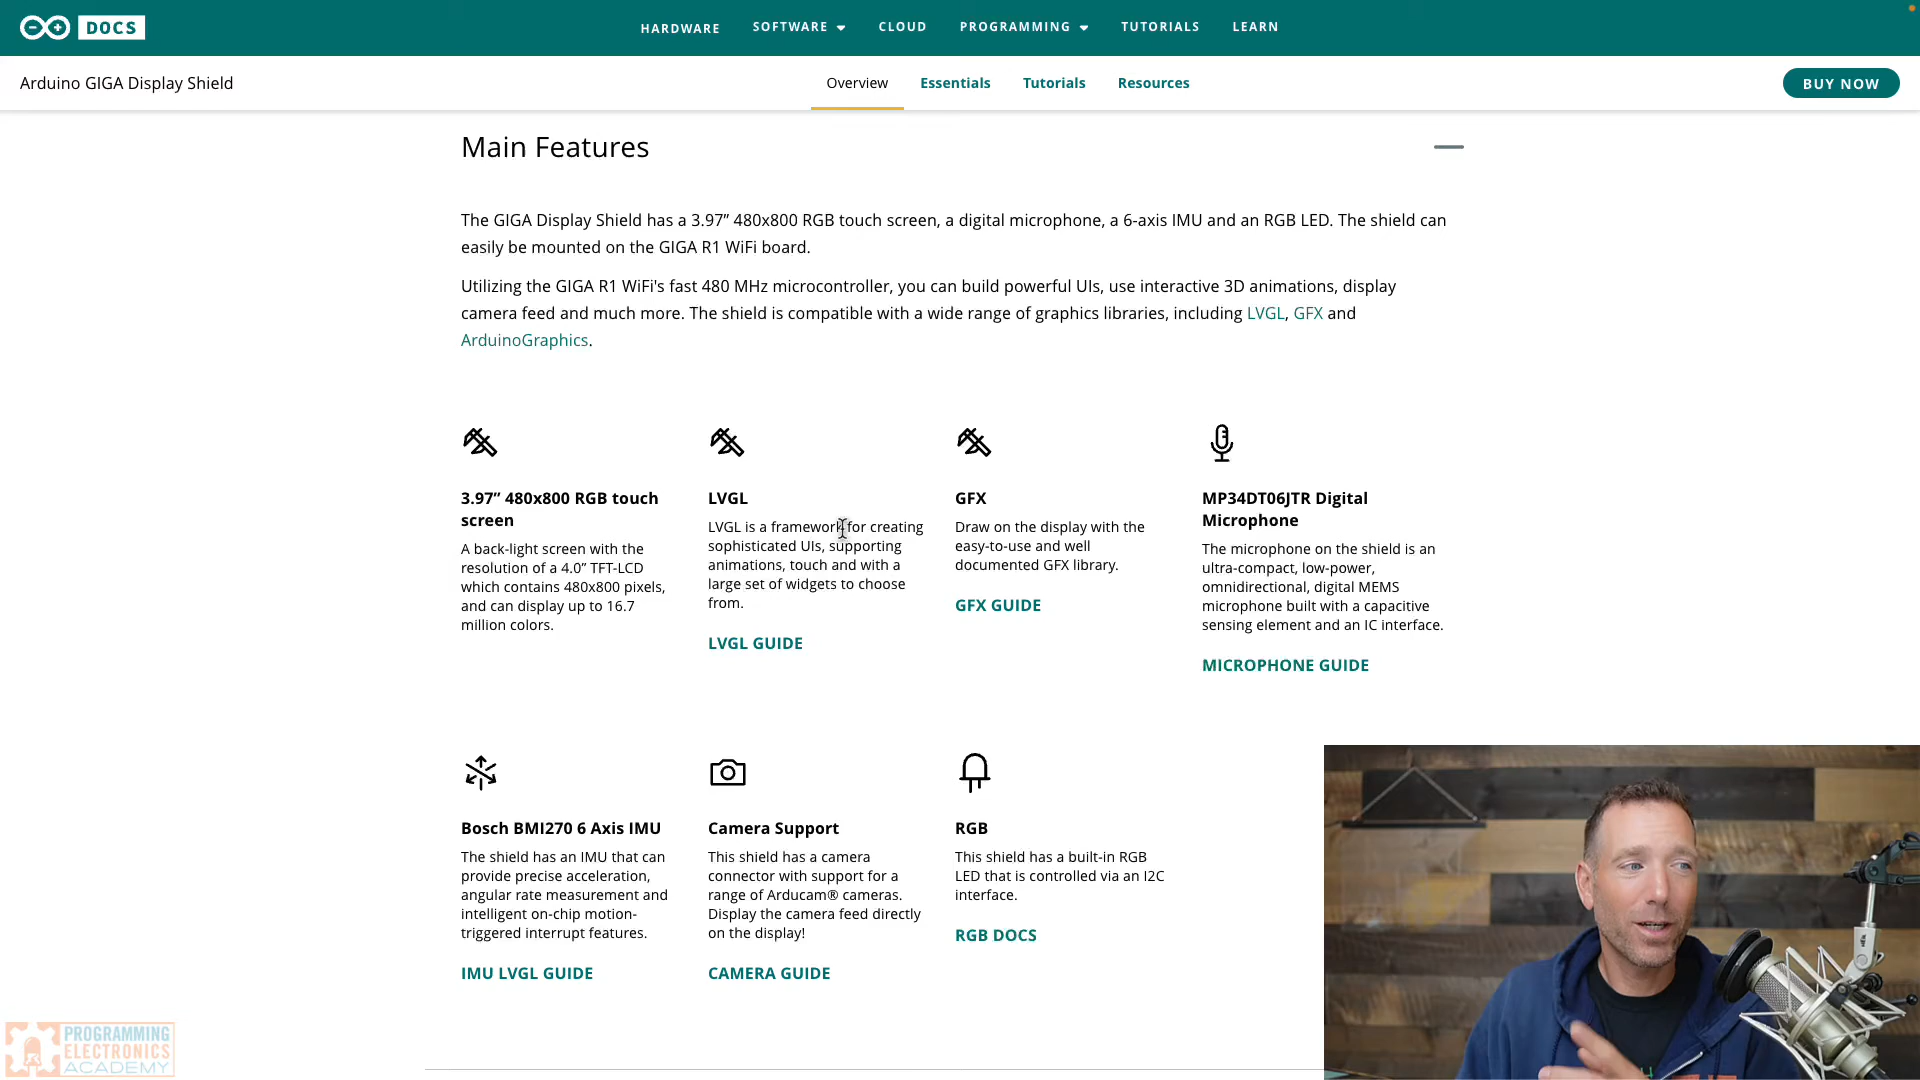 DOCS
HARDWARE
SOFTWARE
CLOUD
PROGRAMMING
TUTORIALS
LEARN
Arduino GIGA Display Shield
Overview
Essentials
Tutorials
Resources
BUY NOW
Main Features
The GIGA Display Shield has a 3.97” 480x800 RGB touch screen, a digital microphone, a 6-axis IMU and an RGB LED. The shield can
easily be mounted on the GIGA R1 WiFi board.
Utilizing the GIGA R1 WiFi's fast 480 MHz microcontroller, you can build powerful UIs, use interactive 3D animations, display
camera feed and much more. The shield is compatible with a wide range of graphics libraries, including LVGL, GFX and
ArduinoGraphics.
3.97” 480x800 RGB touch
screen
A back-light screen with the
resolution of a 4.0” TFT-LCD
which contains 480x800 pixels,
and can display up to 16.7
million colors.
LVGL
LVGL is a framework for creating
sophisticated UIs, supporting
animations, touch and with a
large set of widgets to choose
from.
LVGL GUIDE
GFX
Draw on the display with the
easy-to-use and well
documented GFX library.
GFX GUIDE
MP34DT06JTR Digital
Microphone
The microphone on the shield is an
ultra-compact, low-power,
omnidirectional, digital MEMS
microphone built with a capacitive
sensing element and an IC interface.
MICROPHONE GUIDE
Bosch BMI270 6 Axis IMU
The shield has an IMU that can
provide precise acceleration,
angular rate measurement and
intelligent on-chip motion-
triggered interrupt features.
IMU LVGL GUIDE
Camera Support
This shield has a camera
connector with support for a
range of Arducam® cameras.
Display the camera feed directly
on the display!
CAMERA GUIDE
RGB
This shield has a built-in RGB
LED that is controlled via an I2C
interface.
RGB DOCS
PROGRAMMING
ELECTRONICS
ACADEMY